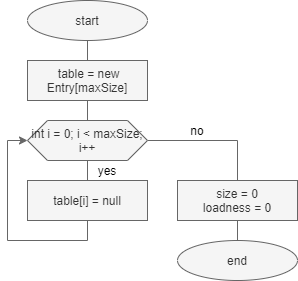 start
table = new
Entry[maxSize]
int i = 0; i < maxSize;
i++
no
yes
table[i] = null
size = 0
loadness = 0
end